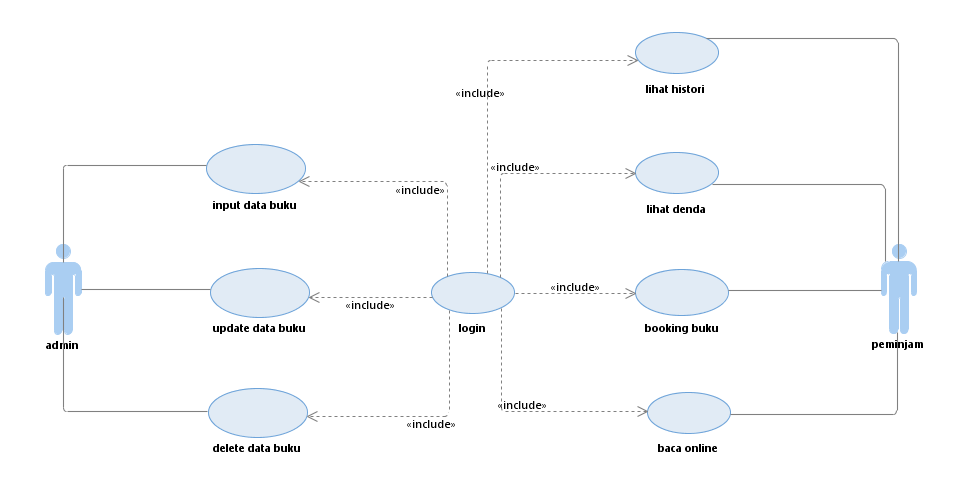 lihat histori
«include»
«include»
«include»
input data buku
lihat denda
«include»
«include»
update data buku
login
booking buku
admin
peminjam
«include»
«include»
delete data buku
baca online